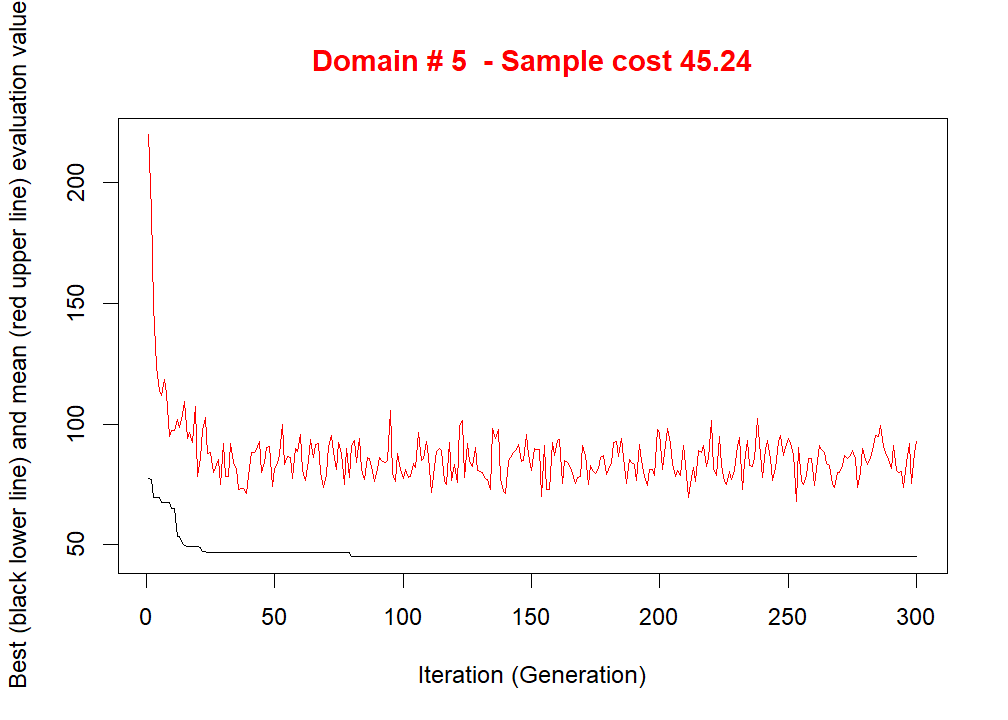 Domain # 5  - Sample cost 45.24
Best (black lower line) and mean (red upper line) evaluation value
200
150
100
50
0 50 100 150 200 250 300
Iteration (Generation)